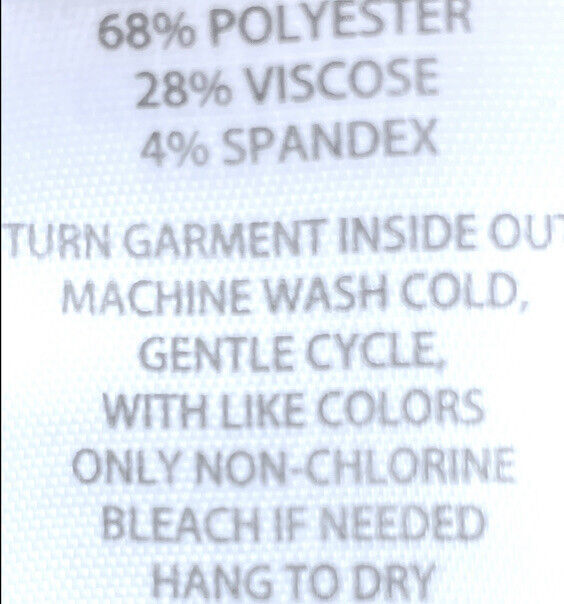 68% POLYESTER
28% VISCOSE
4% SPANDEX
TURN GARMENT INSIDE OUT
MACHINE WASH COLD,
GENTLE CYCLE,
WITH LIKE COLORS
ONLY NON-CHLORINE
BLEACH IF NEEDED
HANG TO DRY